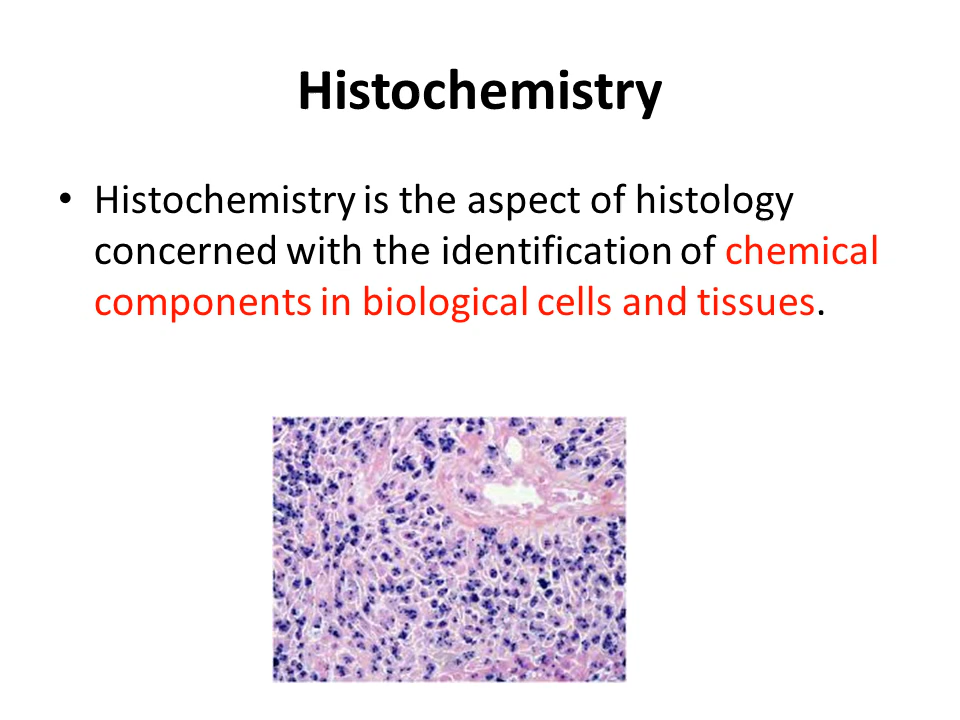 Histochemistry
• Histochemistry is the aspect of histology
concerned with the identification of chemical
components in biological cells and tissues.